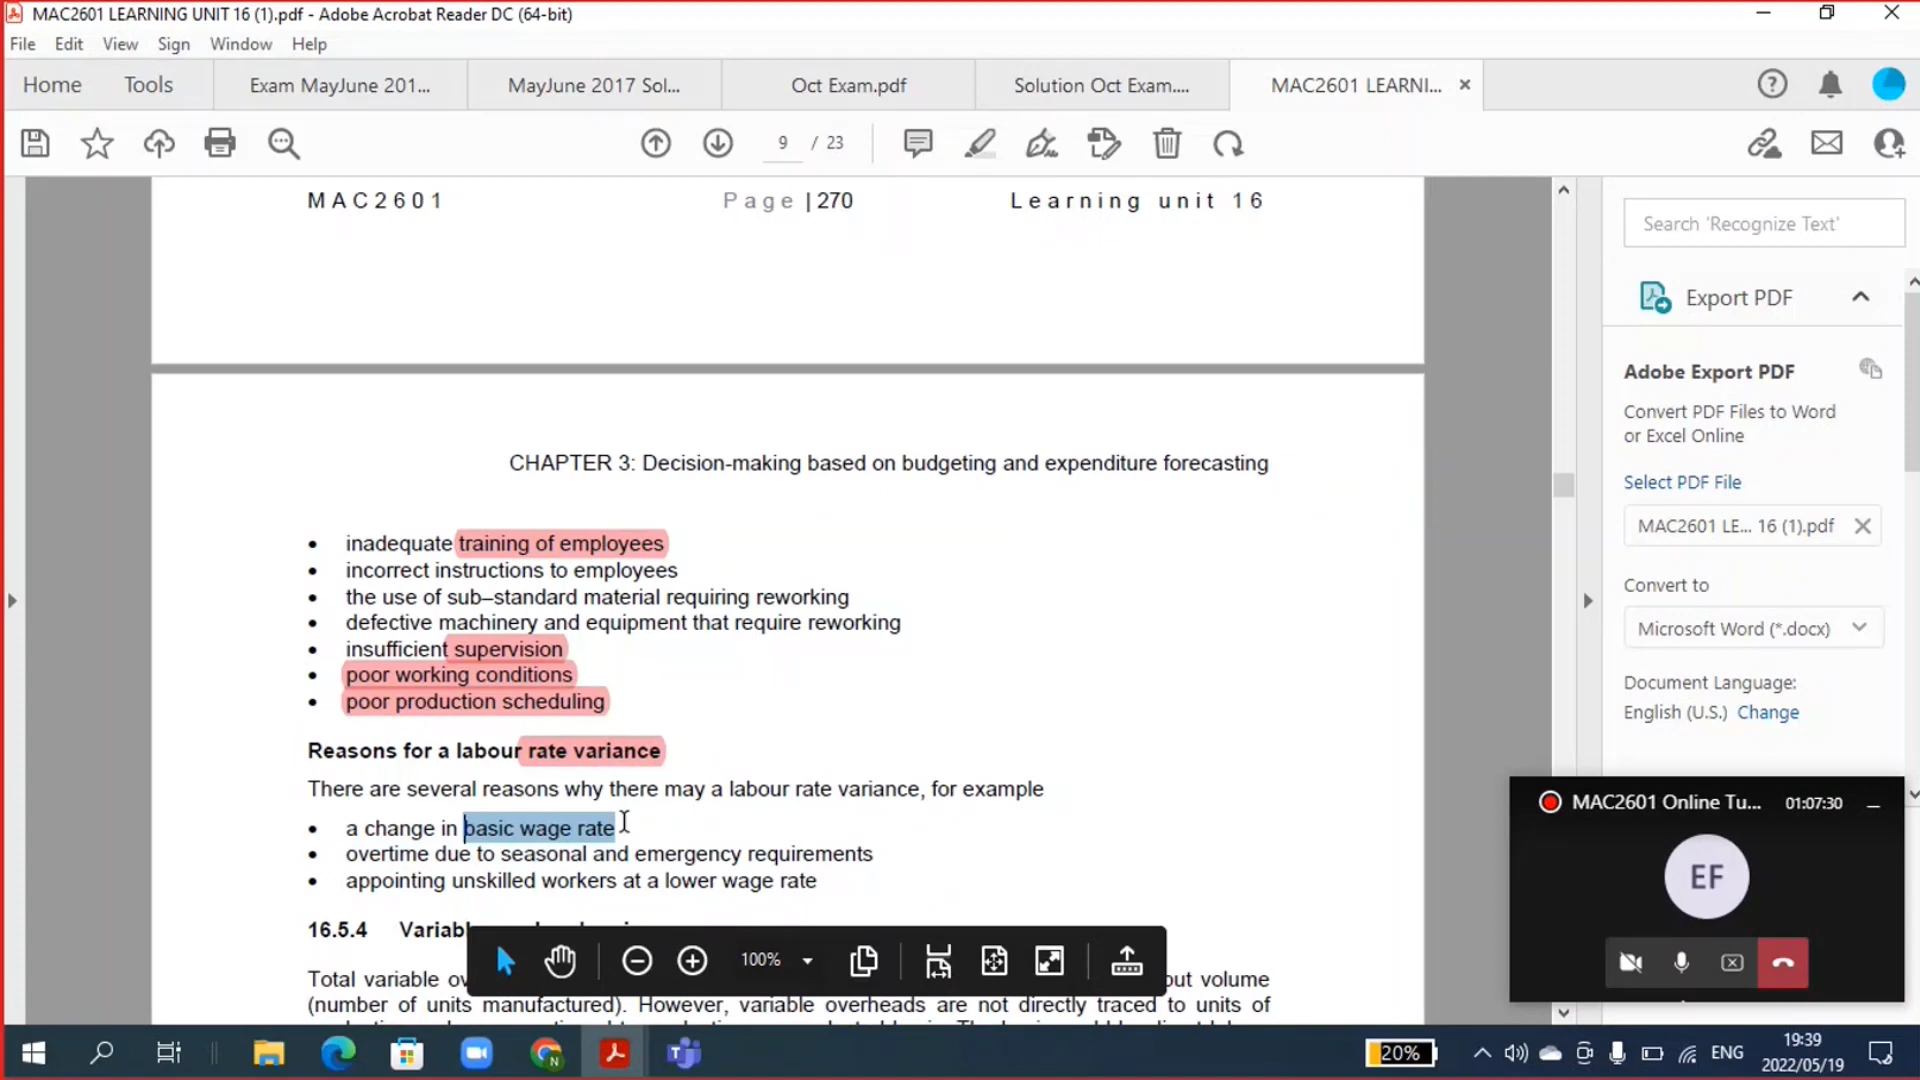 MAC2601 LEARNING UNIT 16 (1).pdf - Adobe Acrobat Reader DC (64-bit)
File Edit View Sign Window Help
Home Tools Exam MayJune 201... MayJune 2017 Sol... Oct Exam.pdf Solution Oct Exam.... MAC2601 LEARNI...
9 / 23
MAC2601 Page | 270 Learning unit 16
CHAPTER 3: Decision-making based on budgeting and expenditure forecasting
• inadequate training of employees
• incorrect instructions to employees
• the use of sub–standard material requiring reworking
• defective machinery and equipment that require reworking
• insufficient supervision
• poor working conditions
• poor production scheduling
Reasons for a labour rate variance
There are several reasons why there may a labour rate variance, for example
• a change in basic wage rate
• overtime due to seasonal and emergency requirements
• appointing unskilled workers at a lower wage rate
16.5.4
100%
Total variable out volume
(number of units manufactured). However, variable overheads are not directly traced to units of
Search 'Recognize Text'
Export PDF
Adobe Export PDF
Convert PDF Files to Word
or Excel Online
Select PDF File
MAC2601 LE... 16 (1).pdf
Convert to
Microsoft Word (*.docx)
Document Language:
English (U.S.) Change
MAC2601 Online Tu... 01:07:30
EF
20% ENG 19:39
2022/05/19